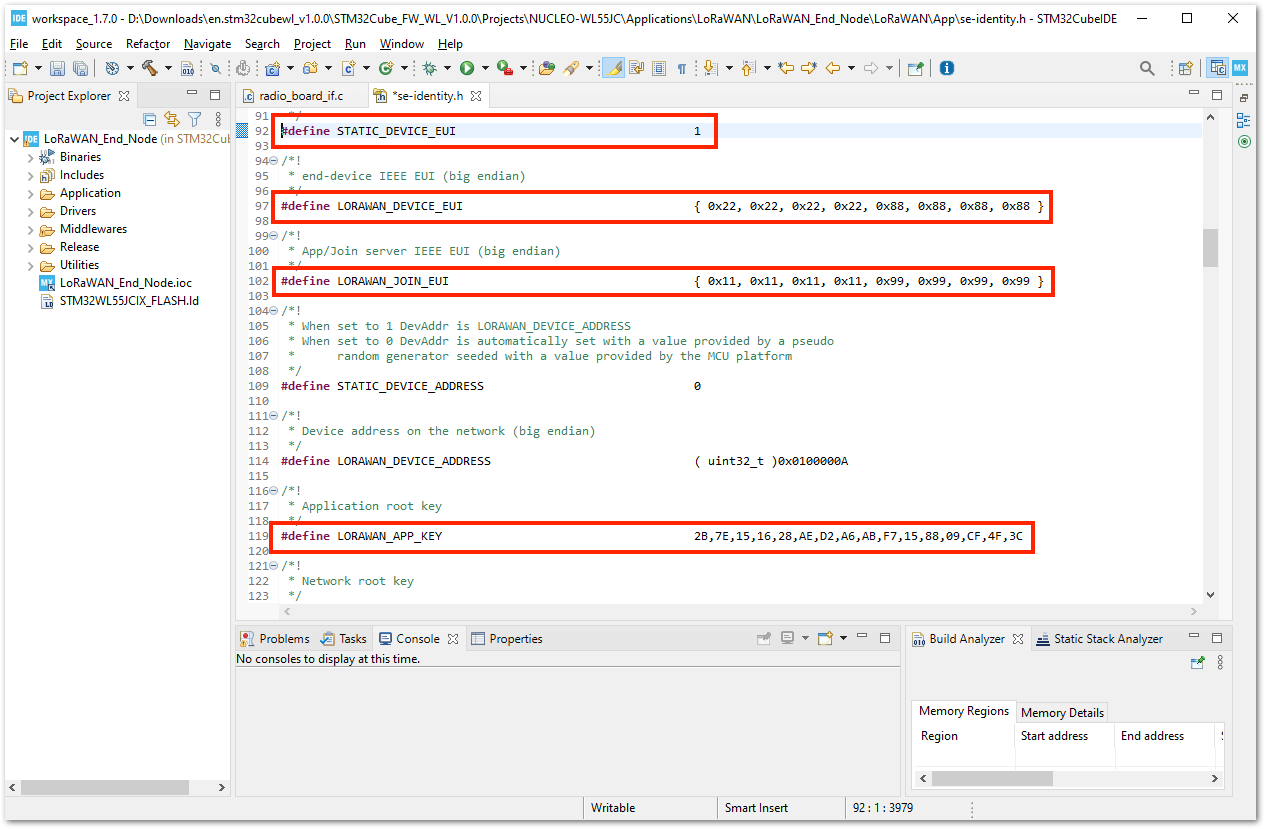 workspace_1.7.0 - D:\Downloads\en.stm32cubewl_v1.0.0\STM32Cube_FW_WL_V1.0.0\Projects\NUCLEO-WL55JC\Applications\LoRaWAN\LoRaWAN_End_Node\LoRaWAN\App\se-identity.h - STM32CubeIDE
File Edit Source Refactor Navigate Search Project Run Window Help
Project Explorer
LoRaWAN_End_Node (in STM32Cub
Binaries
Includes
Application
Drivers
Middlewares
Release
Utilities
LoRaWAN_End_Node.ioc
STM32WL55JCIX_FLASH.ld
radio_board_if.c *se-identity.h
91 */
92 #define STATIC_DEVICE_EUI 1
93
94 /*!
95 * end-device IEEE EUI (big endian)
96 */
97 #define LORAWAN_DEVICE_EUI { 0x22, 0x22, 0x22, 0x22, 0x88, 0x88, 0x88, 0x88 }
98
99 /*!
100 * App/Join server IEEE EUI (big endian)
101 */
102 #define LORAWAN_JOIN_EUI { 0x11, 0x11, 0x11, 0x11, 0x99, 0x99, 0x99, 0x99 }
103
104 /*!
105 * When set to 1 DevAddr is LORAWAN_DEVICE_ADDRESS
106 * When set to 0 DevAddr is automatically set with a value provided by a pseudo
107 * random generator seeded with a value provided by the MCU platform
108 */
109 #define STATIC_DEVICE_ADDRESS 0
110
111 /*!
112 * Device address on the network (big endian)
113 */
114 #define LORAWAN_DEVICE_ADDRESS ( uint32_t )0x0100000A
115
116 /*!
117 * Application root key
118 */
119 #define LORAWAN_APP_KEY 2B,7E,15,16,28,AE,D2,A6,AB,F7,15,88,09,CF,4F,3C
120
121 /*!
122 * Network root key
123 */
Problems Tasks Console Properties
No consoles to display at this time.
Build Analyzer Static Stack Analyzer
Memory Regions Memory Details
Region Start address End address
Writable Smart Insert 92 : 1 : 3979